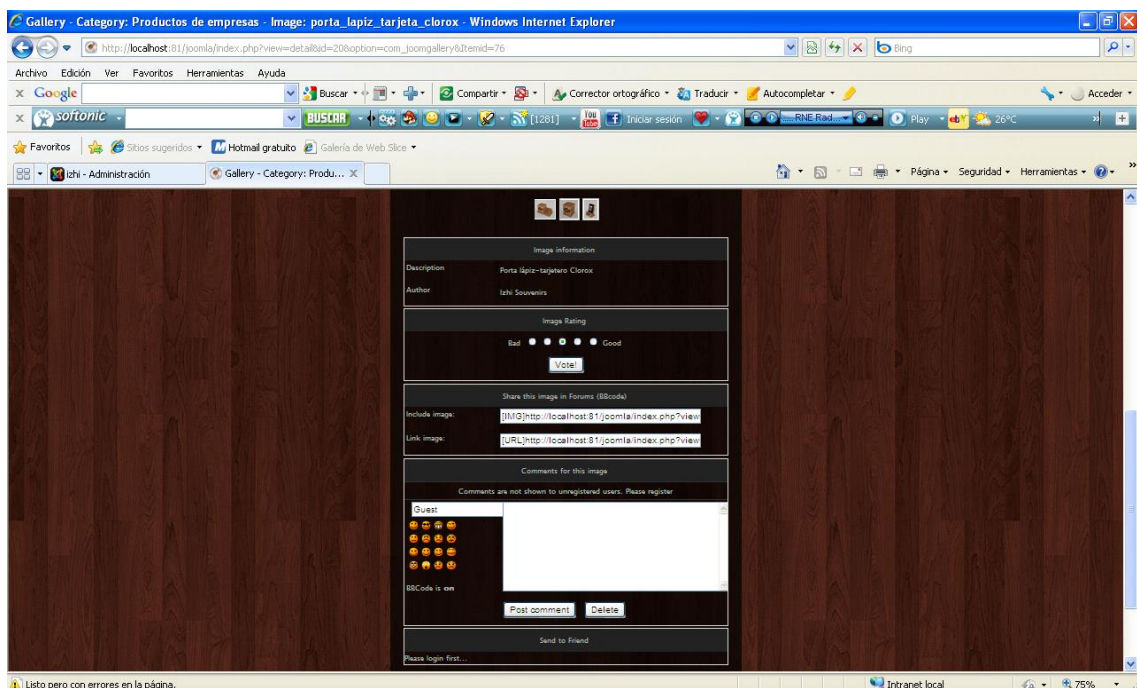 Gallery - Category: Productos de empresas - Image: porta_lapiz_tarjeta_clorox - Windows Internet Explorer
http://localhost:81/joomla/index.php?view=detail&id=20&option=com_joomgallery&Itemid=76
Bing
Archivo Edición Ver Favoritos Herramientas Ayuda
x Google Buscar Compartir Corrector ortográfico Traducir Autocompletar Acceder
x softonic BUSCAR [1281] You Tube Iniciar sesión .....RNE Rad... Play ebY 26°C
Favoritos Sitios sugeridos Hotmail gratuito Galería de Web Slice
izhi - Administración Gallery - Category: Produ... X Página Seguridad Herramientas
Image information
Description Porta lápiz-tarjetero Clorox
Author Izhi Souvenirs
Image Rating
Bad Good
Vote!
Share this image in Forums (BBcode)
Include image: [IMG]http://localhost:81/joomla/index.php?view
Link image: [URL]http://localhost:81/joomla/index.php?view
Comments for this image
Comments are not shown to unregistered users. Please register
Guest
BBCode is on
Post comment Delete
Send to Friend
Please login first...
Listo pero con errores en la página. Intranet local 75%